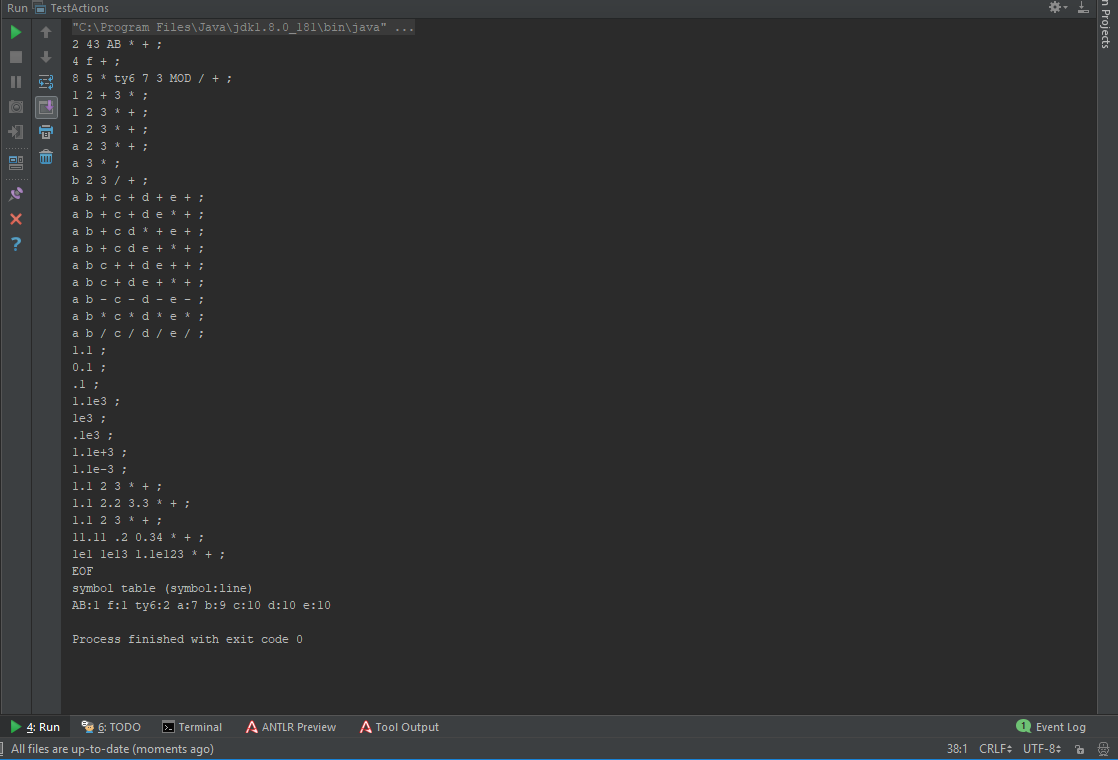 Run TestActions
n Projects
"C:\Program Files\Java\jdk1.8.0_181\bin\java" ...
2 43 AB * + ;
4 f + ;
8 5 * ty6 7 3 MOD / + ;
1 2 + 3 * ;
1 2 3 * + ;
1 2 3 * + ;
a 2 3 * + ;
a 3 * ;
b 2 3 / + ;
a b + c + d + e + ;
a b + c + d e * + ;
a b + c d * + e + ;
a b + c d e + * + ;
a b c + + d e + + ;
a b c + d e + * + ;
a b - c - d - e - ;
a b * c * d * e * ;
a b / c / d / e / ;
1.1 ;
0.1 ;
.1 ;
1.1e3 ;
1e3 ;
.1e3 ;
1.1e+3 ;
1.1e-3 ;
1.1 2 3 * + ;
1.1 2.2 3.3 * + ;
1.1 2 3 * + ;
11.11 .2 0.34 * + ;
1e1 1e13 1.1e123 * + ;
EOF
symbol table (symbol:line)
AB:1 f:1 ty6:2 a:7 b:9 c:10 d:10 e:10
Process finished with exit code 0
4: Run 6: TODO Terminal ANTLR Preview Tool Output 1 Event Log
All files are up-to-date (moments ago) 38:1 CRLF UTF-8